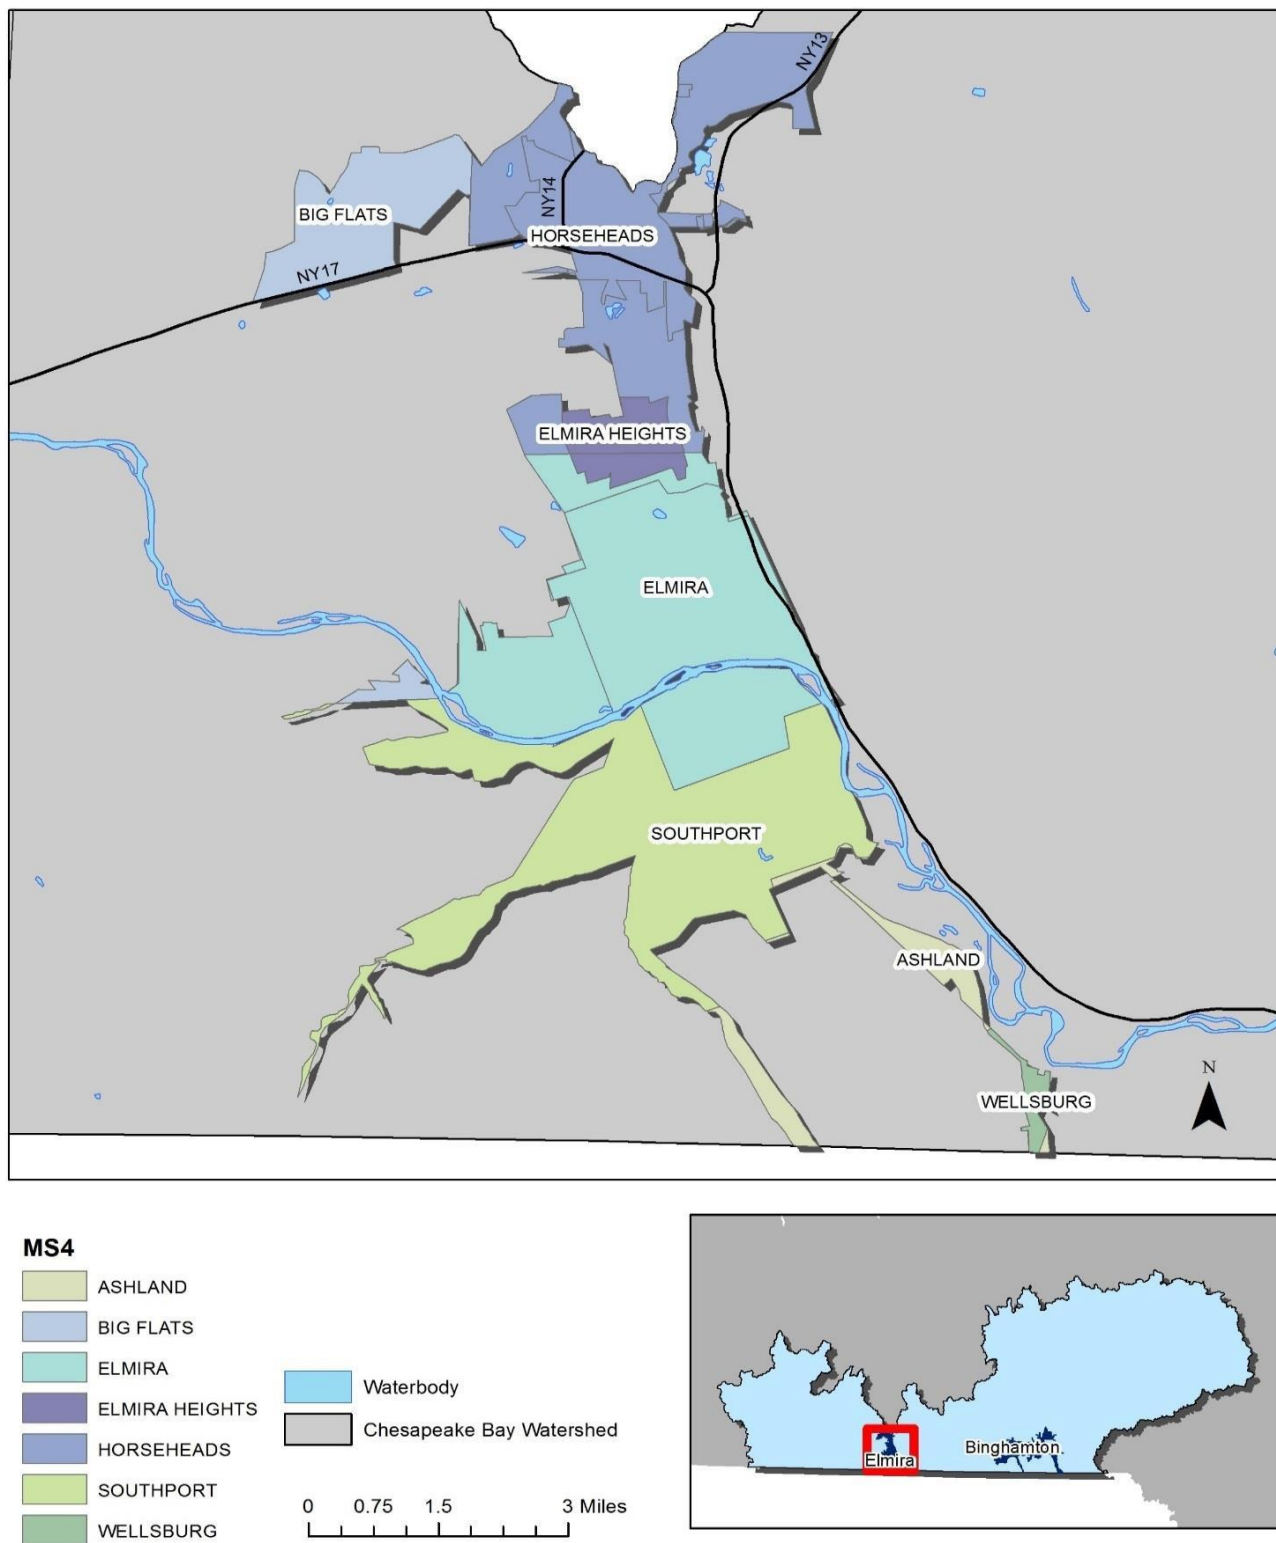 NY13
BIG FLATS
NY14
HORSEHEADS
NY17
ELMIRA HEIGHTS
ELMIRA
SOUTHPORT
ASHLAND
WELLSBURG
N
MS4
ASHLAND
BIG FLATS
ELMIRA
ELMIRA HEIGHTS
HORSEHEADS
SOUTHPORT
WELLSBURG
Waterbody
Chesapeake Bay Watershed
0 0.75 1.5 3 Miles
Elmira
Binghamton